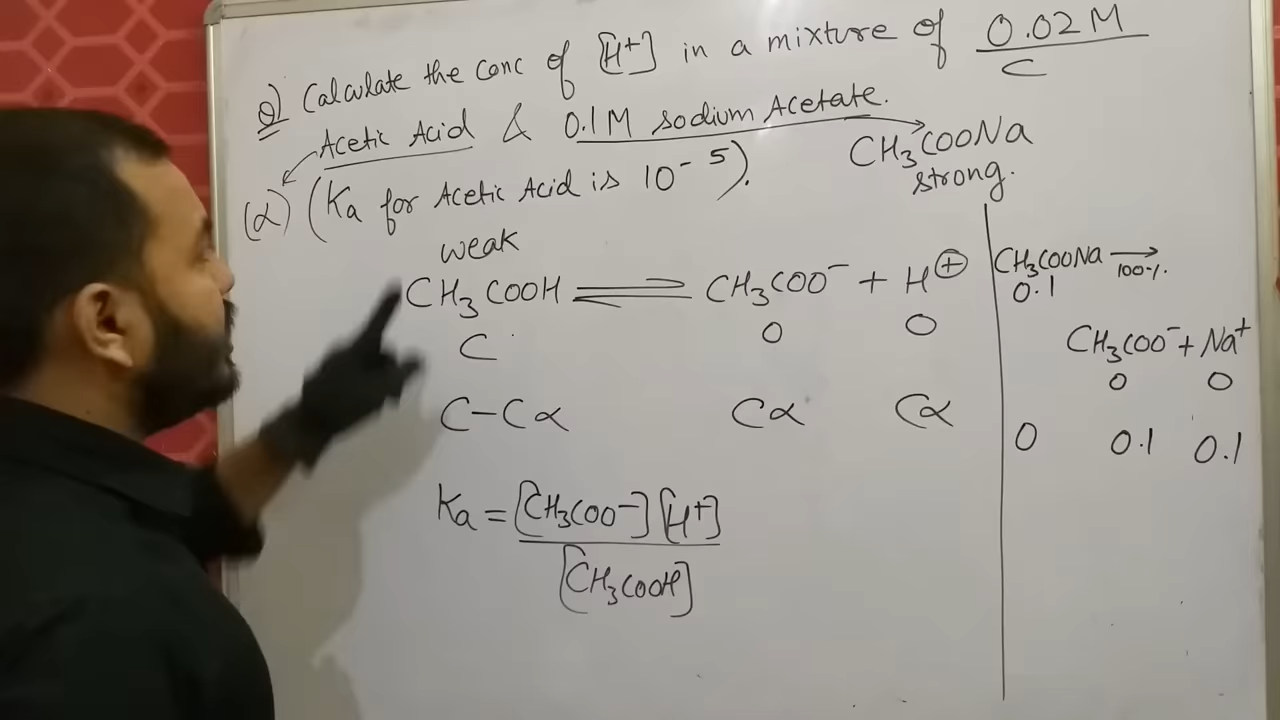 Q) Calculate the conc of [H+] in a mixture of 0.02 M
C
Acetic Acid & 0.1M sodium Acetate.
CH₃COONa
strong.
(α) (Ka for Acetic Acid is 10⁻⁵).
weak
CH₃COOH ⇌ CH₃COO⁻ + H⊕
C 0 0
C-Cα Cα Cα
Ka = [CH₃COO⁻][H+]
[CH₃COOH]
CH₃COONa → 100%.
0.1
CH₃COO⁻ + Na⁺
0 0
0 0.1 0.1